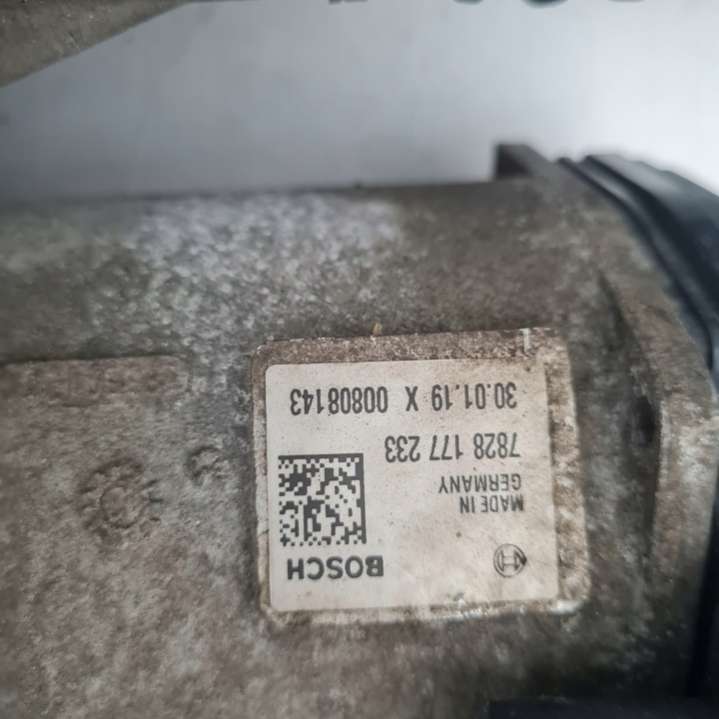 BOSCH
MADE IN
GERMANY
7828 177 233
30.01.19 X 00808143